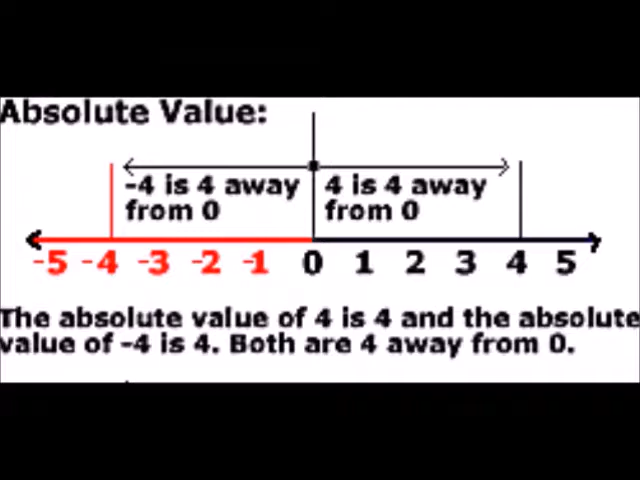 Absolute Value:
-4 is 4 away 4 is 4 away
from 0 from 0
-5 -4 -3 -2 -1 0 1 2 3 4 5
The absolute value of 4 is 4 and the absolute
value of -4 is 4. Both are 4 away from 0.